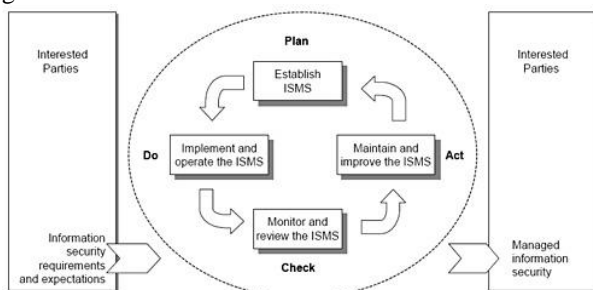 Plan
Interested
Parties
Establish
ISMS
Interested
Parties
Do
Implement and
operate the ISMS
Maintain and
improve the ISMS
Act
Monitor and
review the ISMS
Check
Information
security
requirements
and expectations
Managed
information
security